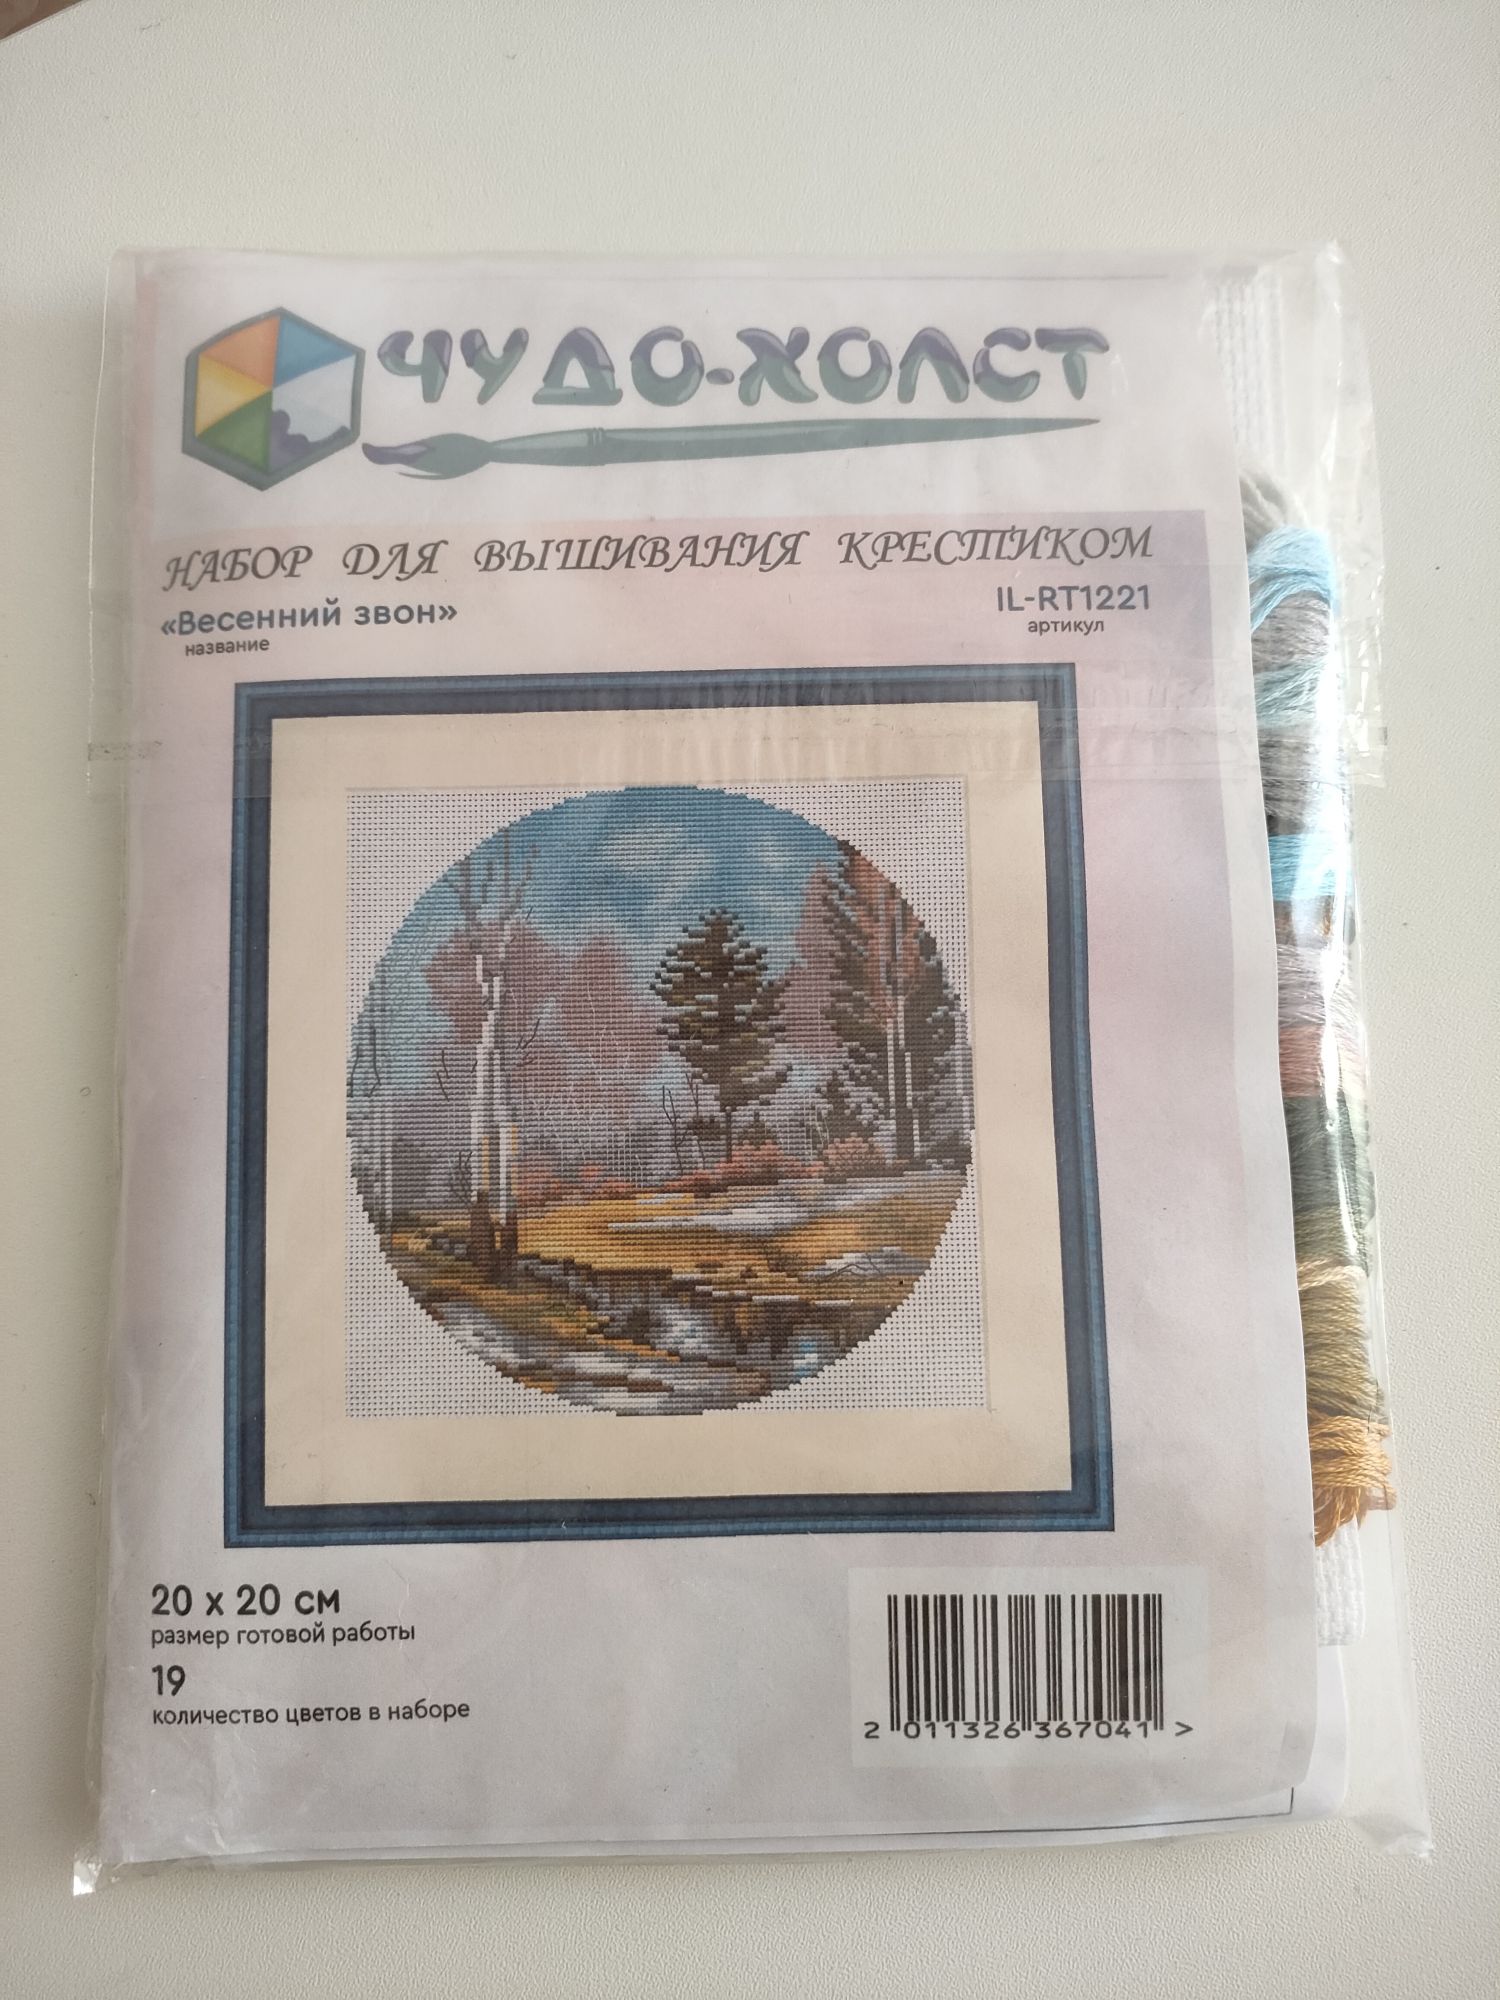 ЧУДО-ХОЛСТ
НАБОР ДЛЯ ВЫШИВАНИЯ КРЕСТИКОМ
«Весенний звон»
название
IL-RT1221
артикул
20 x 20 см
размер готовой работы
19
количество цветов в наборе
2 011326 367041 >